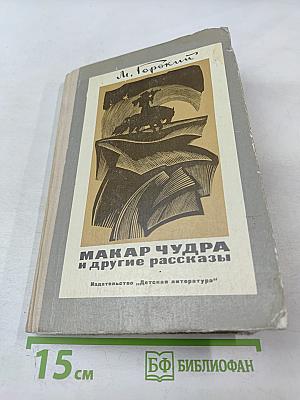 М. Горький
МАКАР ЧУДРА
и другие рассказы
Издательство „Детская литература“
15 см
БФ БИБЛИОФАН